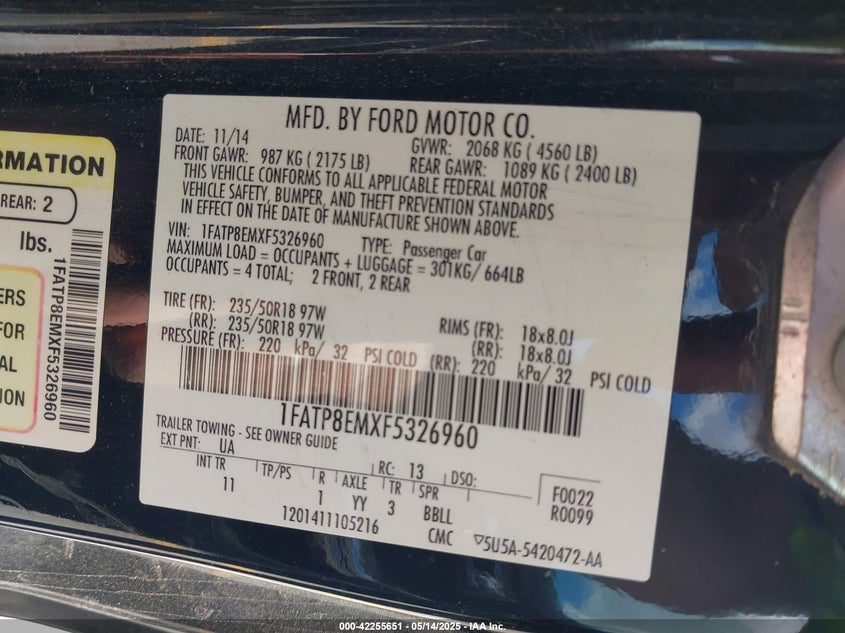 RMATION
REAR: 2
lbs.
ERS
FOR
AL
ION
1FATP8EMXF5326960
MFD. BY FORD MOTOR CO.
DATE: 11/14 GVWR: 2068 KG ( 4560 LB)
FRONT GAWR: 987 KG ( 2175 LB) REAR GAWR: 1089 KG ( 2400 LB)
THIS VEHICLE CONFORMS TO ALL APPLICABLE FEDERAL MOTOR
VEHICLE SAFETY, BUMPER, AND THEFT PREVENTION STANDARDS
IN EFFECT ON THE DATE OF MANUFACTURE SHOWN ABOVE.
VIN: 1FATP8EMXF5326960 TYPE: Passenger Car
MAXIMUM LOAD = OCCUPANTS + LUGGAGE = 301KG/ 664LB
OCCUPANTS = 4 TOTAL; 2 FRONT, 2 REAR
TIRE (FR): 235/50R18 97W RIMS (FR): 18x8.0J
(RR): 235/50R18 97W (RR): 18x8.0J
PRESSURE (FR): 220 kPa/ 32 PSI COLD (RR): 220 kPa/ 32 PSI COLD
1FATP8EMXF5326960
TRAILER TOWING - SEE OWNER GUIDE
EXT PNT: UA RC: 13 DSO:
INT TR TP/PS R AXLE TR SPR F0022
11 1 YY 3 BBLL R0099
1201411105216 CMC ▽5U5A-5420472-AA
000-42255651 - 05/14/2025 - IAA Inc.